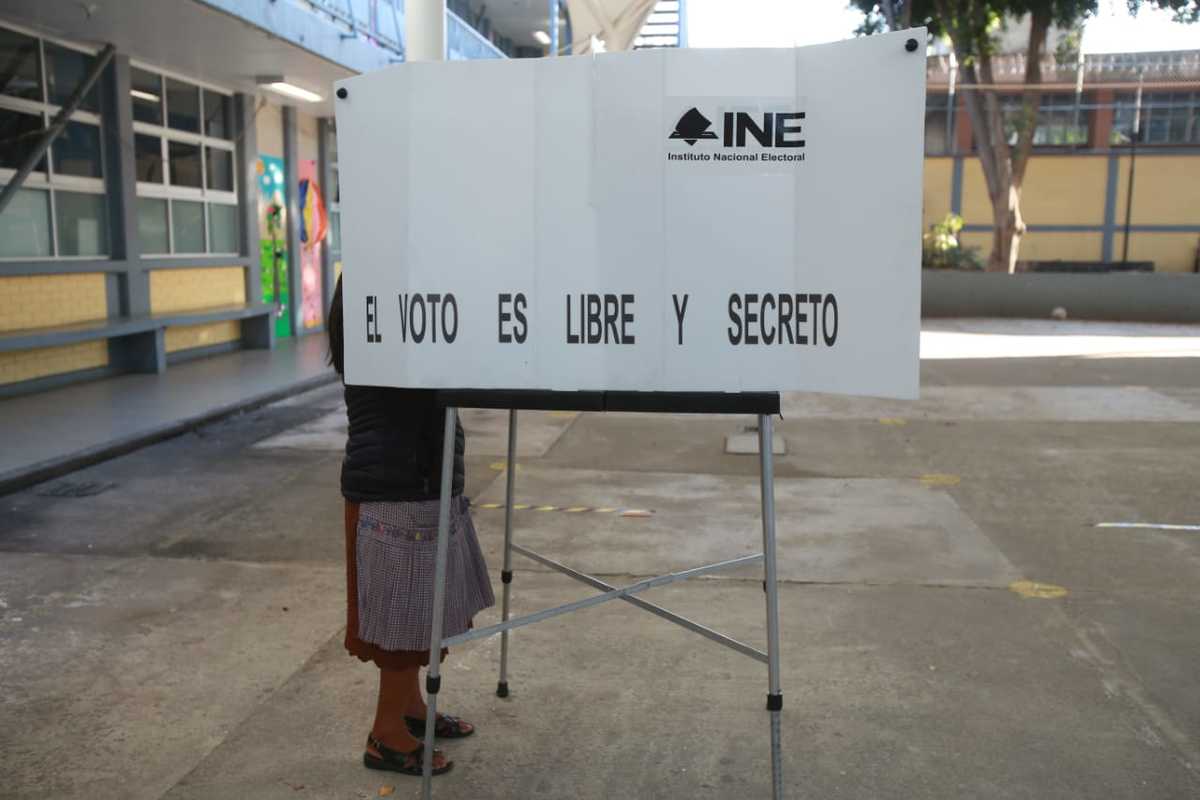 INE
Instituto Nacional Electoral
EL VOTO ES LIBRE Y SECRETO